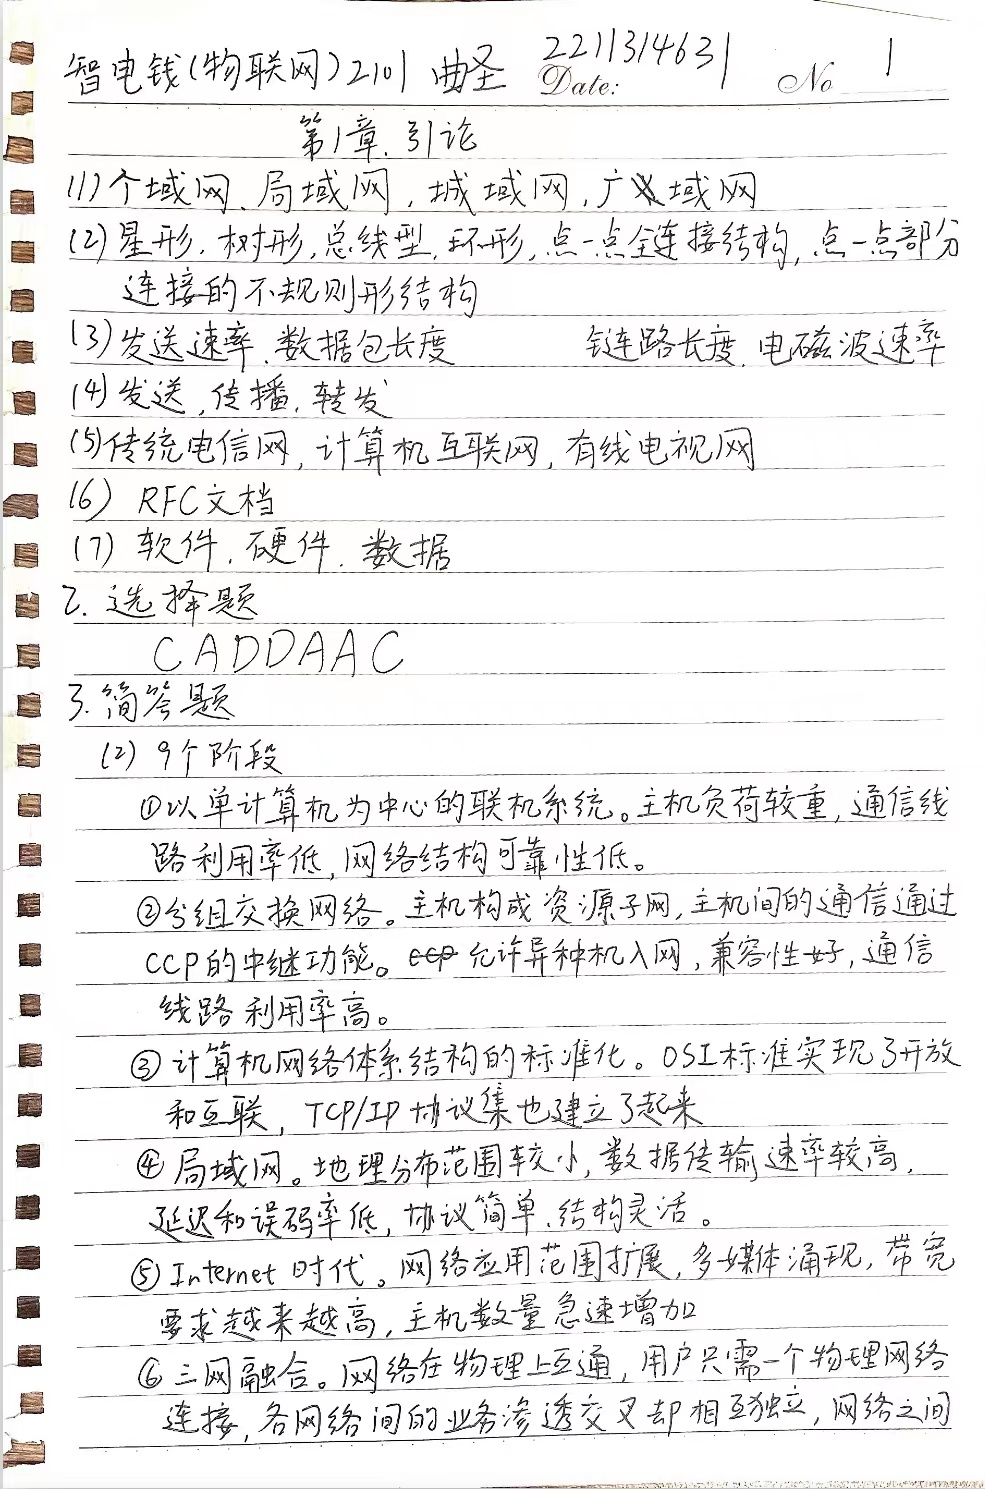 智电钱(物联网)2101 曲圣 2211314631 Date: No 1
第1章、引论
(1)个域网、局域网,城域网,广域网
(2)星形,树形,总线型,环形,点一点全连接结构,点一点部分
连接的不规则形结构
(3)发送速率、数据包长度 链路长度、电磁波速率
(4)发送,传播,转发
(5)传统电信网,计算机互联网,有线电视网
(6) RFC文档
(7) 软件、硬件、数据
2. 选择题
CADDAAC
3.简答题
(2) 9个阶段
①以单计算机为中心的联机系统。主机负荷较重,通信线
路利用率低,网络结构可靠性低。
②分组交换网络。主机构成资源子网,主机间的通信通过
CCP的中继功能。CCP允许异种机入网,兼容性好,通信
线路利用率高。
③计算机网络体系结构的标准化。OSI标准实现了开放
和互联,TCP/IP协议集也建立了起来
④局域网。地理分布范围较小,数据传输速率较高,
延迟和误码率低,协议简单、结构灵活。
⑤Internet时代。网络应用范围扩展,多媒体涌现,带宽
要求越来越高,主机数量急速增加
⑥三网融合。网络在物理上互通,用户只需一个物理网络
连接,各网络间的业务渗透交叉却相互独立,网络之间